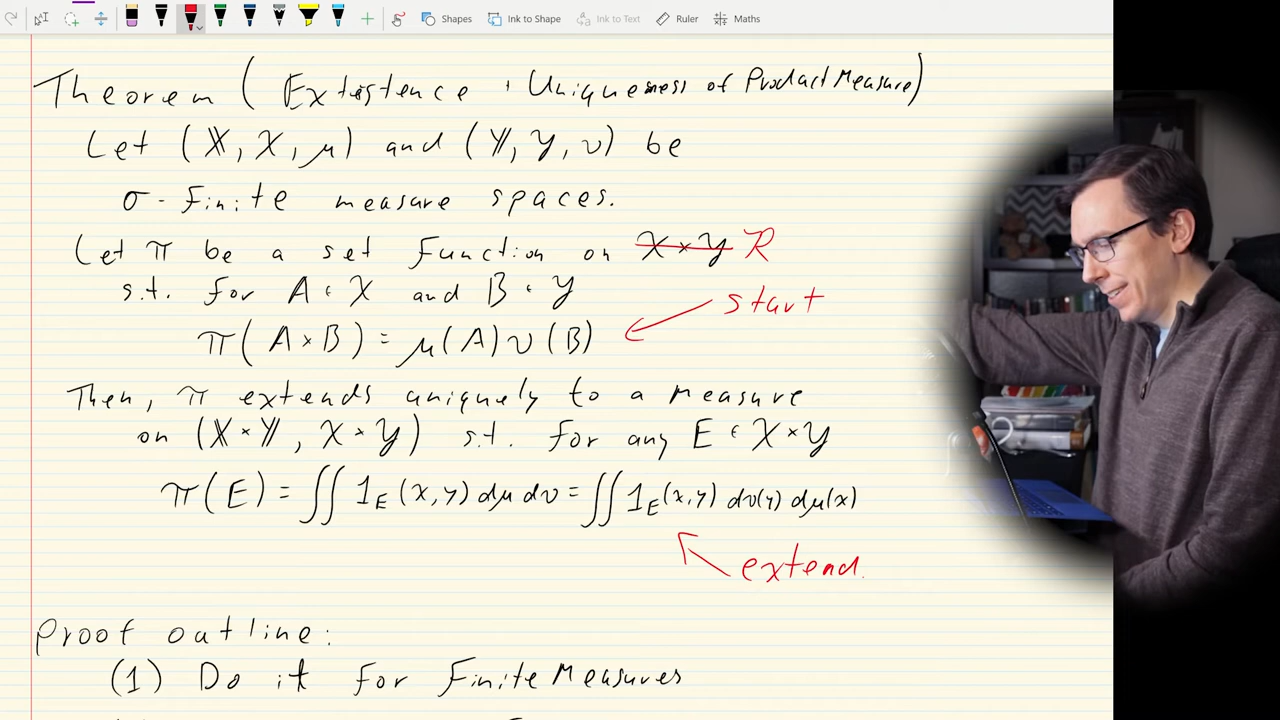 Shapes
Ink to Shape
Ink to Text
Ruler
Maths
Theorem ( Existence + Uniqueness of Product Measure)
Let (𝕏, 𝒳, μ) and (𝕐, 𝒴, ν) be
σ-finite measure spaces.
Let π be a set function on 𝒳 × 𝒴 R
s.t. for A ∈ 𝒳 and B ∈ 𝒴
start
π( A × B ) = μ(A) ν(B)
Then, π extends uniquely to a measure
on (𝕏 × 𝕐, 𝒳 × 𝒴) s.t. for any E ∈ 𝒳 × 𝒴
π(E) = ∫∫ 1_E (x, y) dμ dν = ∫∫ 1_E (x, y) dν(y) dμ(x)
extend.
Proof outline:
(1) Do it for Finite Measures